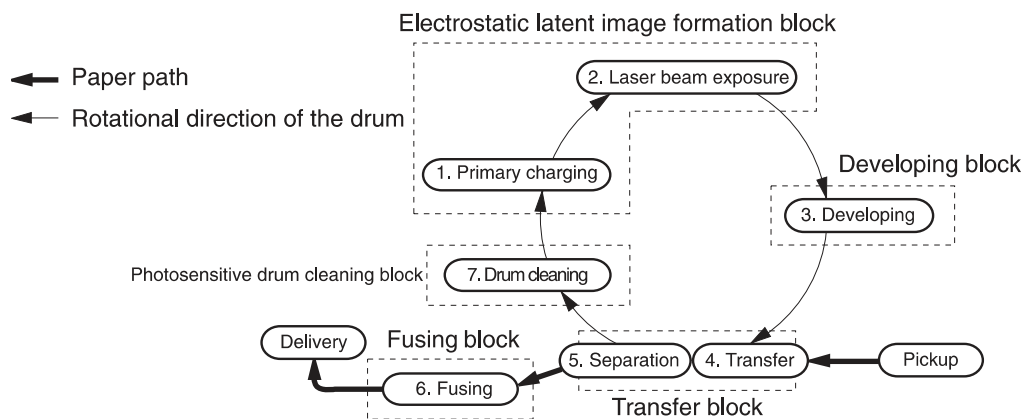 Electrostatic latent image formation block
Paper path
Rotational direction of the drum
2. Laser beam exposure
1. Primary charging
Developing block
3. Developing
Photosensitive drum cleaning block
7. Drum cleaning
Delivery
Fusing block
5. Separation
4. Transfer
Pickup
6. Fusing
Transfer block